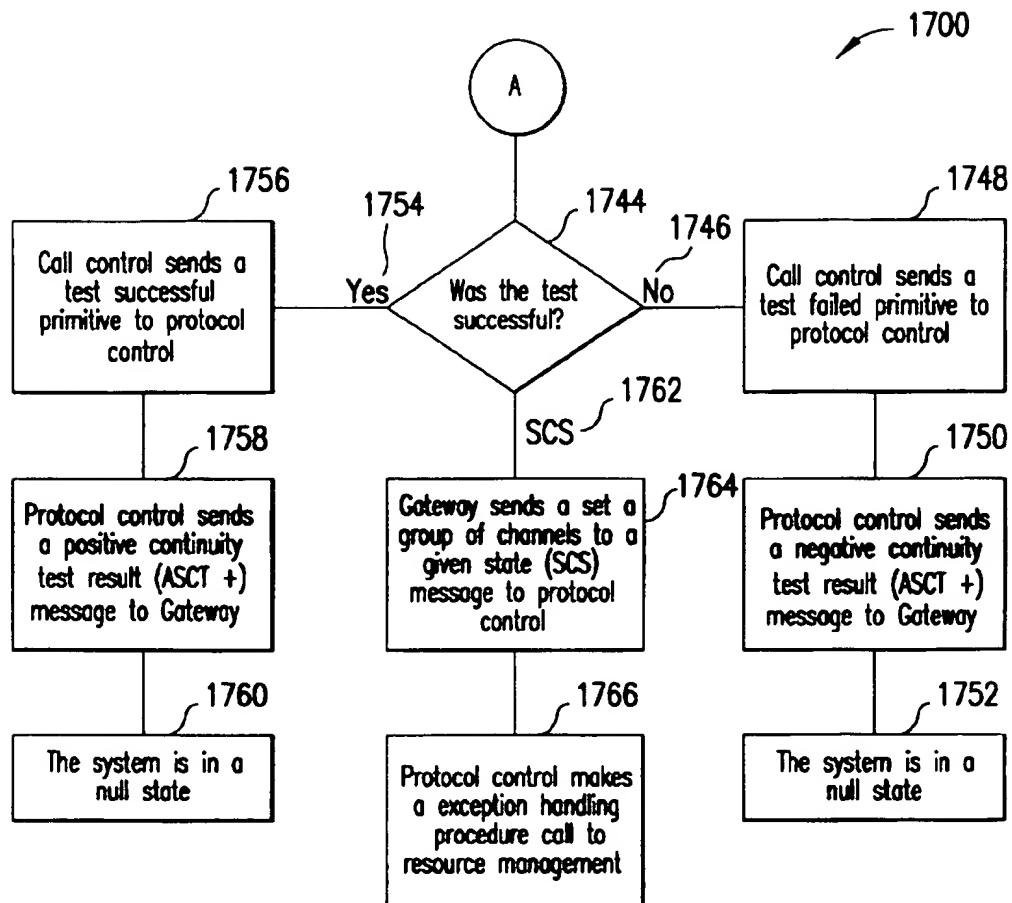 1700
A
1756
1754
1744
1746
1748
Call control sends a
test successful
primitive to protocol
control
Yes
Was the test
successful?
No
Call control sends a
test failed primitive to
protocol control
1762
SCS
1758
Protocol control sends
a positive continuity
test result (ASCT +)
message to Gateway
1764
Gateway sends a set a
group of channels to a
given state (SCS)
message to protocol
control
1750
Protocol control sends
a negative continuity
test result (ASCT +)
message to Gateway
1760
The system is in a
null state
1766
Protocol control makes
a exception handling
procedure call to
resource management
1752
The system is in a
null state